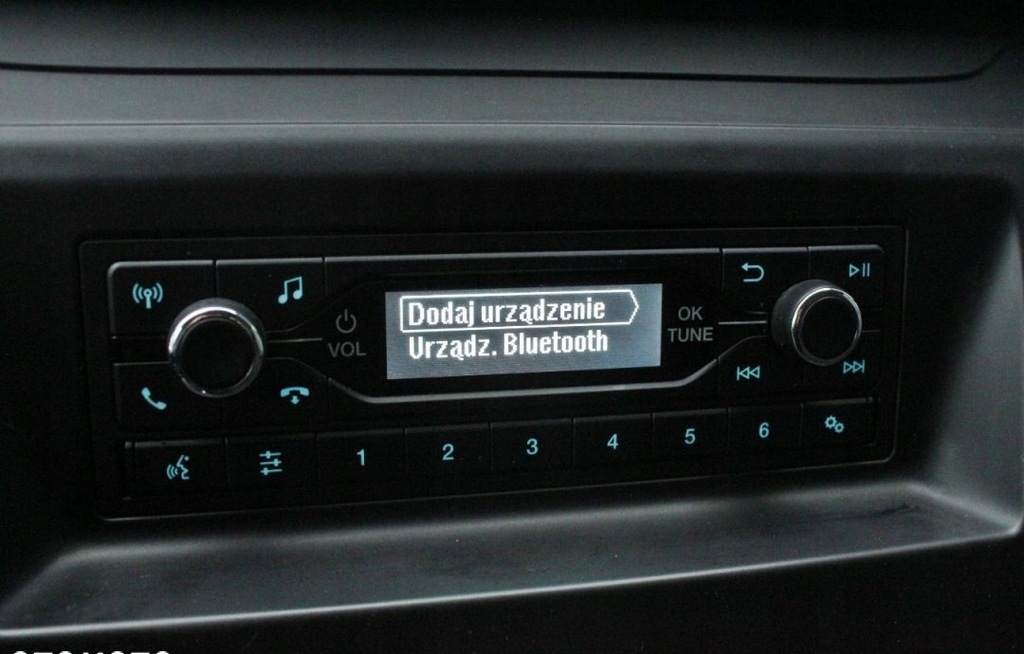 Dodaj urządzenie
Urządz. Bluetooth
VOL
OK
TUNE
1 2 3 4 5 6